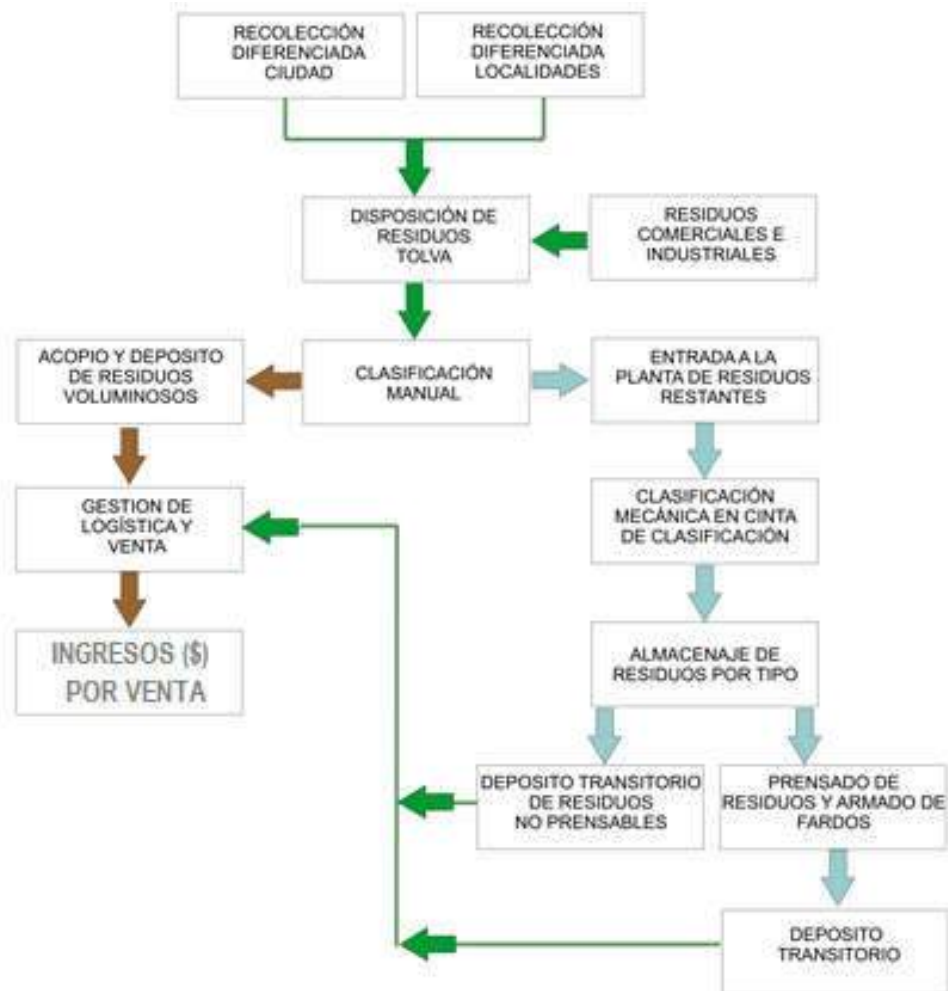 RECOLECCIÓN
DIFERENCIADA
CIUDAD
RECOLECCIÓN
DIFERENCIADA
LOCALIDADES
DISPOSICIÓN DE
RESIDUOS
TOLVA
RESIDUOS
COMERCIALES E
INDUSTRIALES
ACOPIO Y DEPOSITO
DE RESIDUOS
VOLUMINOSOS
CLASIFICACIÓN
MANUAL
ENTRADA A LA
PLANTA DE RESIDUOS
RESTANTES
GESTION DE
LOGÍSTICA Y
VENTA
CLASIFICACIÓN
MECÁNICA EN CINTA
DE CLASIFICACIÓN
INGRESOS ($)
POR VENTA
ALMACENAJE DE
RESIDUOS POR TIPO
DEPOSITO TRANSITORIO
DE RESIDUOS
NO PRENSABLES
PRENSADO DE
RESIDUOS Y ARMADO DE
FARDOS
DEPOSITO
TRANSITORIO